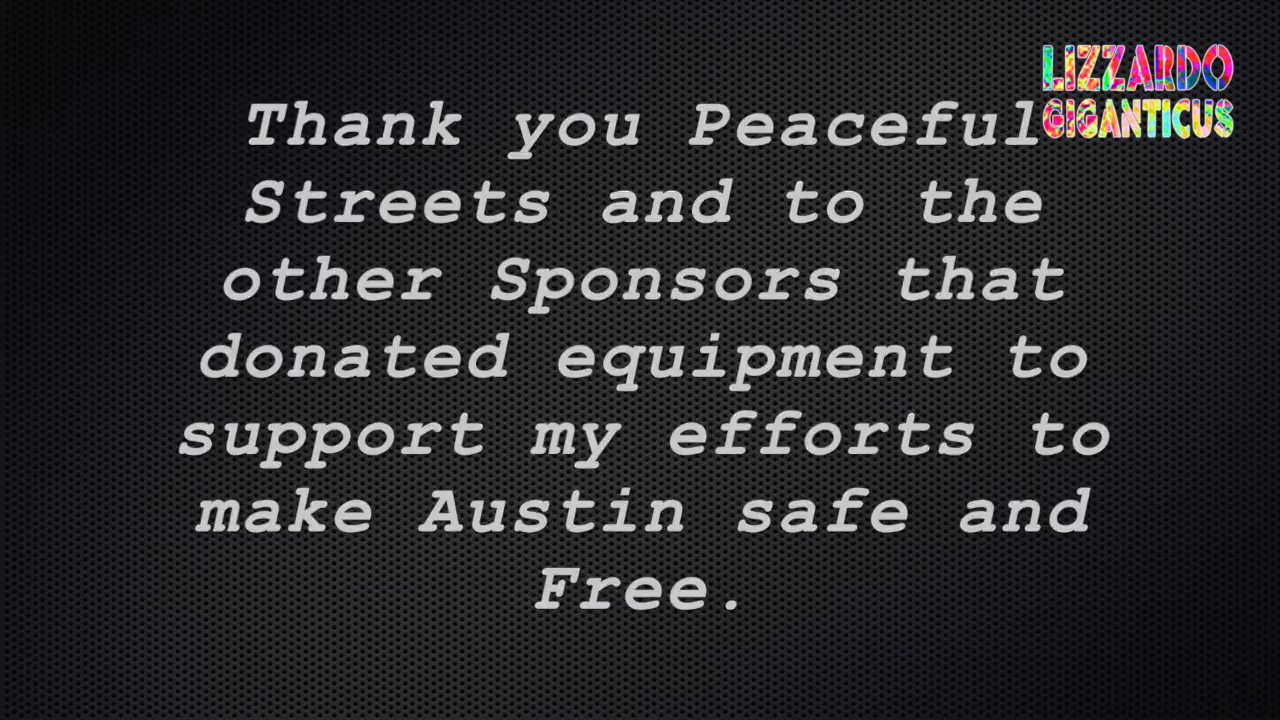 LIZZARDO
GIGANTICUS
Thank you Peaceful
Streets and to the
other Sponsors that
donated equipment to
support my efforts to
make Austin safe and
Free.